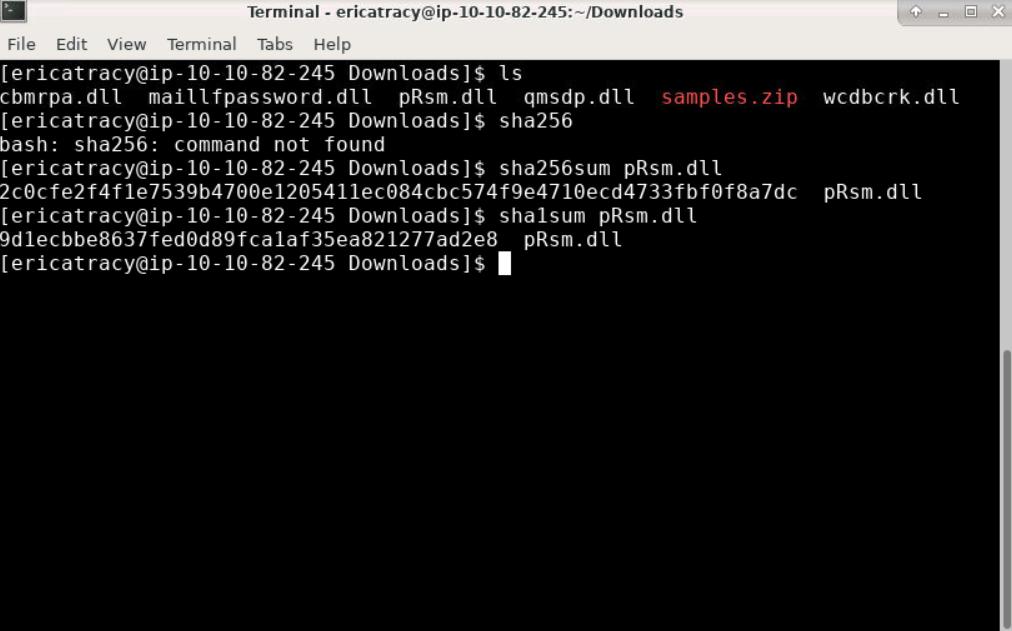 Terminal - ericatracy@ip-10-10-82-245:~/Downloads
File Edit View Terminal Tabs Help
[ericatracy@ip-10-10-82-245 Downloads]$ ls
cbmrpa.dll  maillfpassword.dll  pRsm.dll  qmsdp.dll  samples.zip  wcdbcrk.dll
[ericatracy@ip-10-10-82-245 Downloads]$ sha256
bash: sha256: command not found
[ericatracy@ip-10-10-82-245 Downloads]$ sha256sum pRsm.dll
2c0cfe2f4f1e7539b4700e1205411ec084cbc574f9e4710ecd4733fbf0f8a7dc  pRsm.dll
[ericatracy@ip-10-10-82-245 Downloads]$ sha1sum pRsm.dll
9d1ecbbe8637fed0d89fca1af35ea821277ad2e8  pRsm.dll
[ericatracy@ip-10-10-82-245 Downloads]$